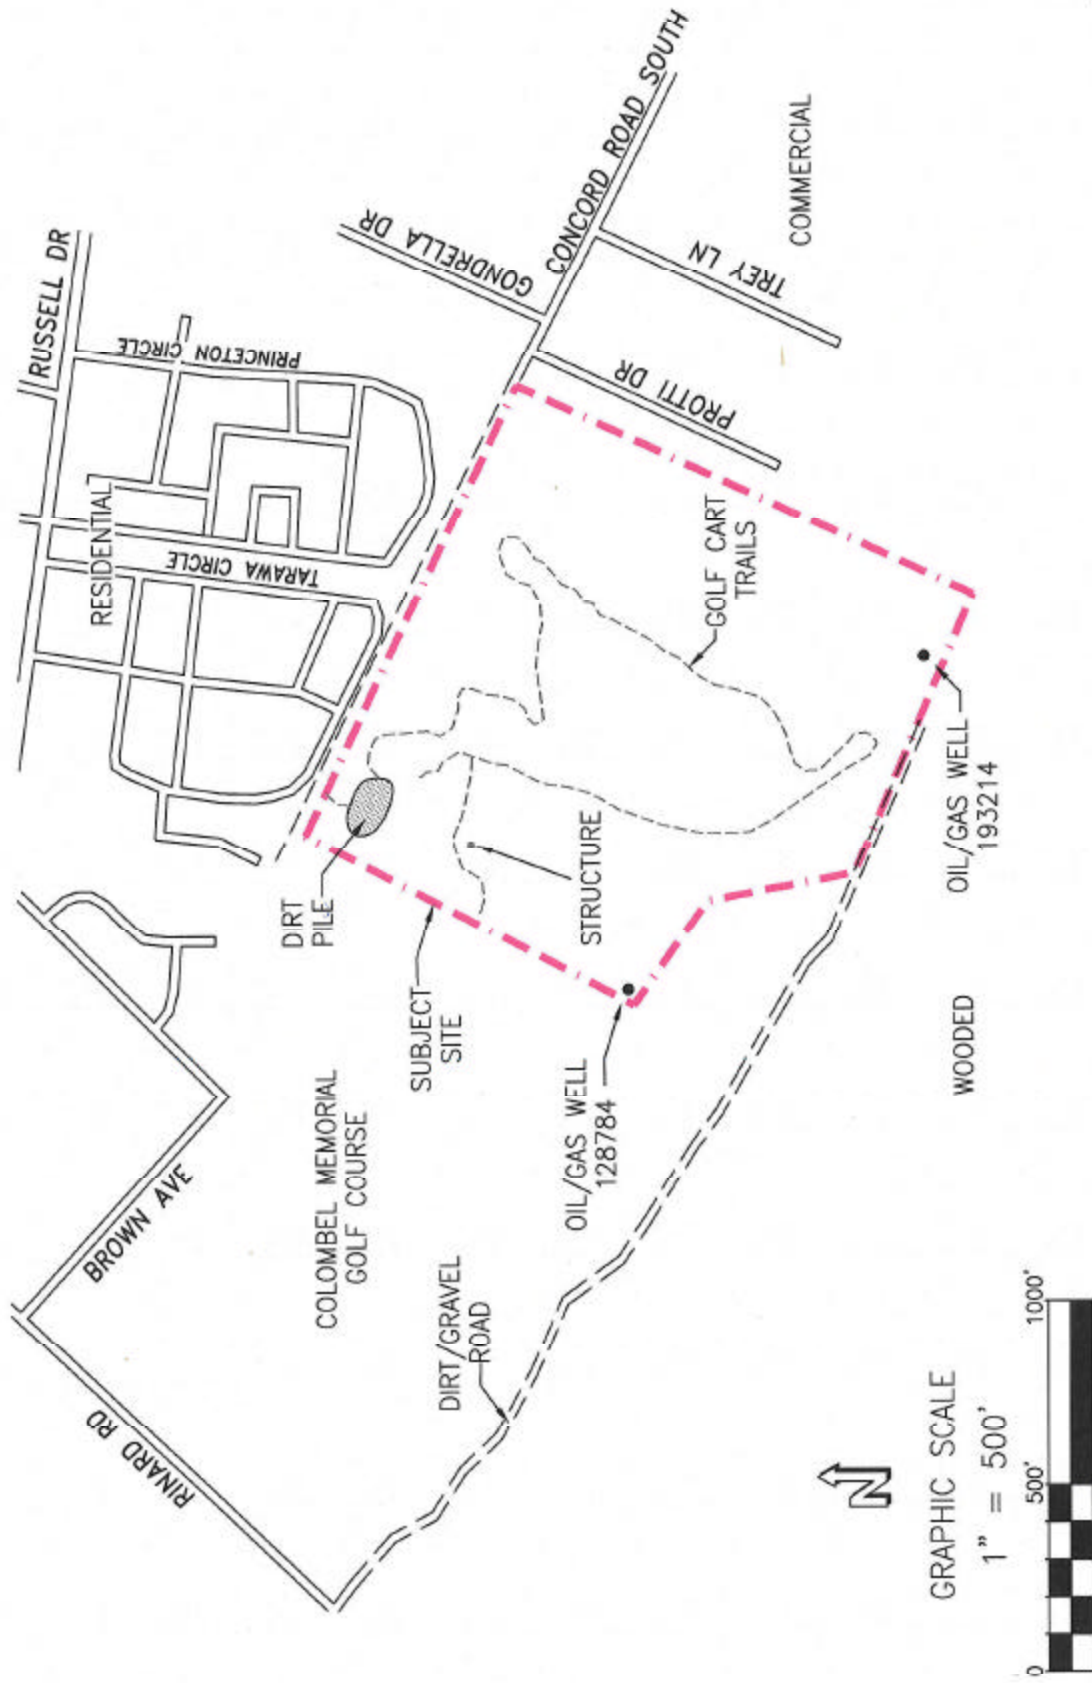 RUSSELL DR
PRINCETON CIRCLE
RESIDENTIAL
TARAWA CIRCLE
GONDRELLA DR
CONCORD ROAD SOUTH
TREY LN
COMMERCIAL
PROTTI DR
GOLF CART
TRAILS
DIRT
PILE
STRUCTURE
SUBJECT
SITE
OIL/GAS WELL
193214
OIL/GAS WELL
128784
WOODED
BROWN AVE
COLOMBEL MEMORIAL
GOLF COURSE
DIRT/GRAVEL
ROAD
RINARD RD
N
GRAPHIC SCALE
1" = 500'
0 500' 1000'